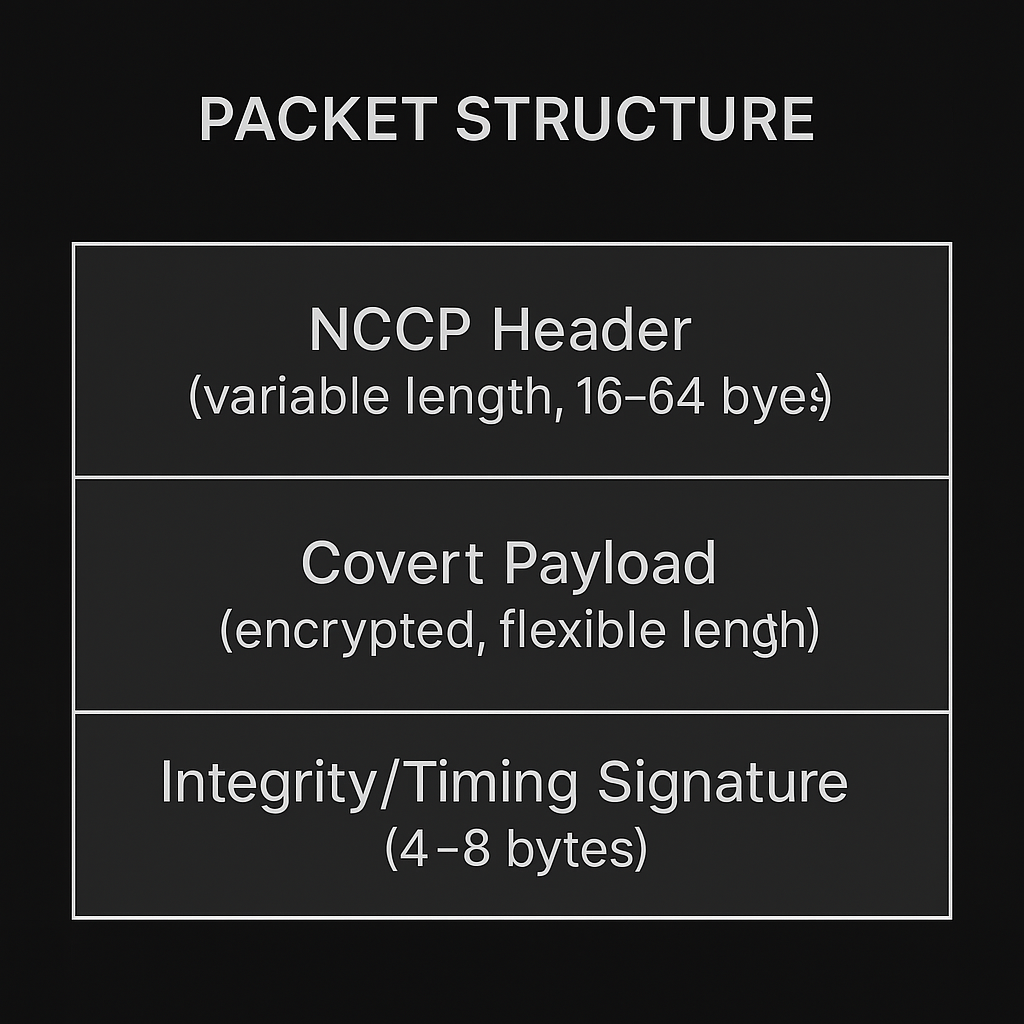 PACKET STRUCTURE
NCCP Header
(variable length, 16–64 byes)
Covert Payload
(encrypted, flexible lengh)
Integrity/Timing Signature
(4–8 bytes)